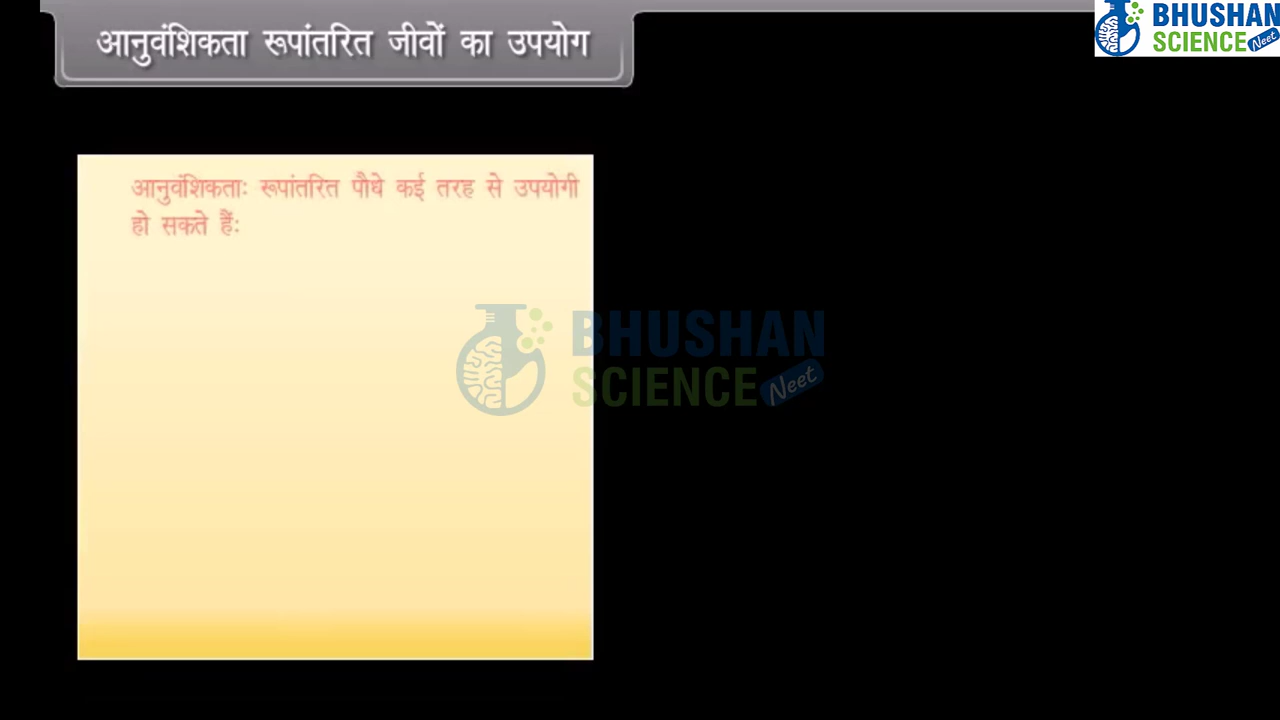 आनुवंशिकता रूपांतरित जीवों का उपयोग
BHUSHAN
SCIENCE
Neet
आनुवंशिकताः रूपांतरित पौधे कई तरह से उपयोगी
हो सकते हैंः
BHUSHAN
SCIENCE
Neet